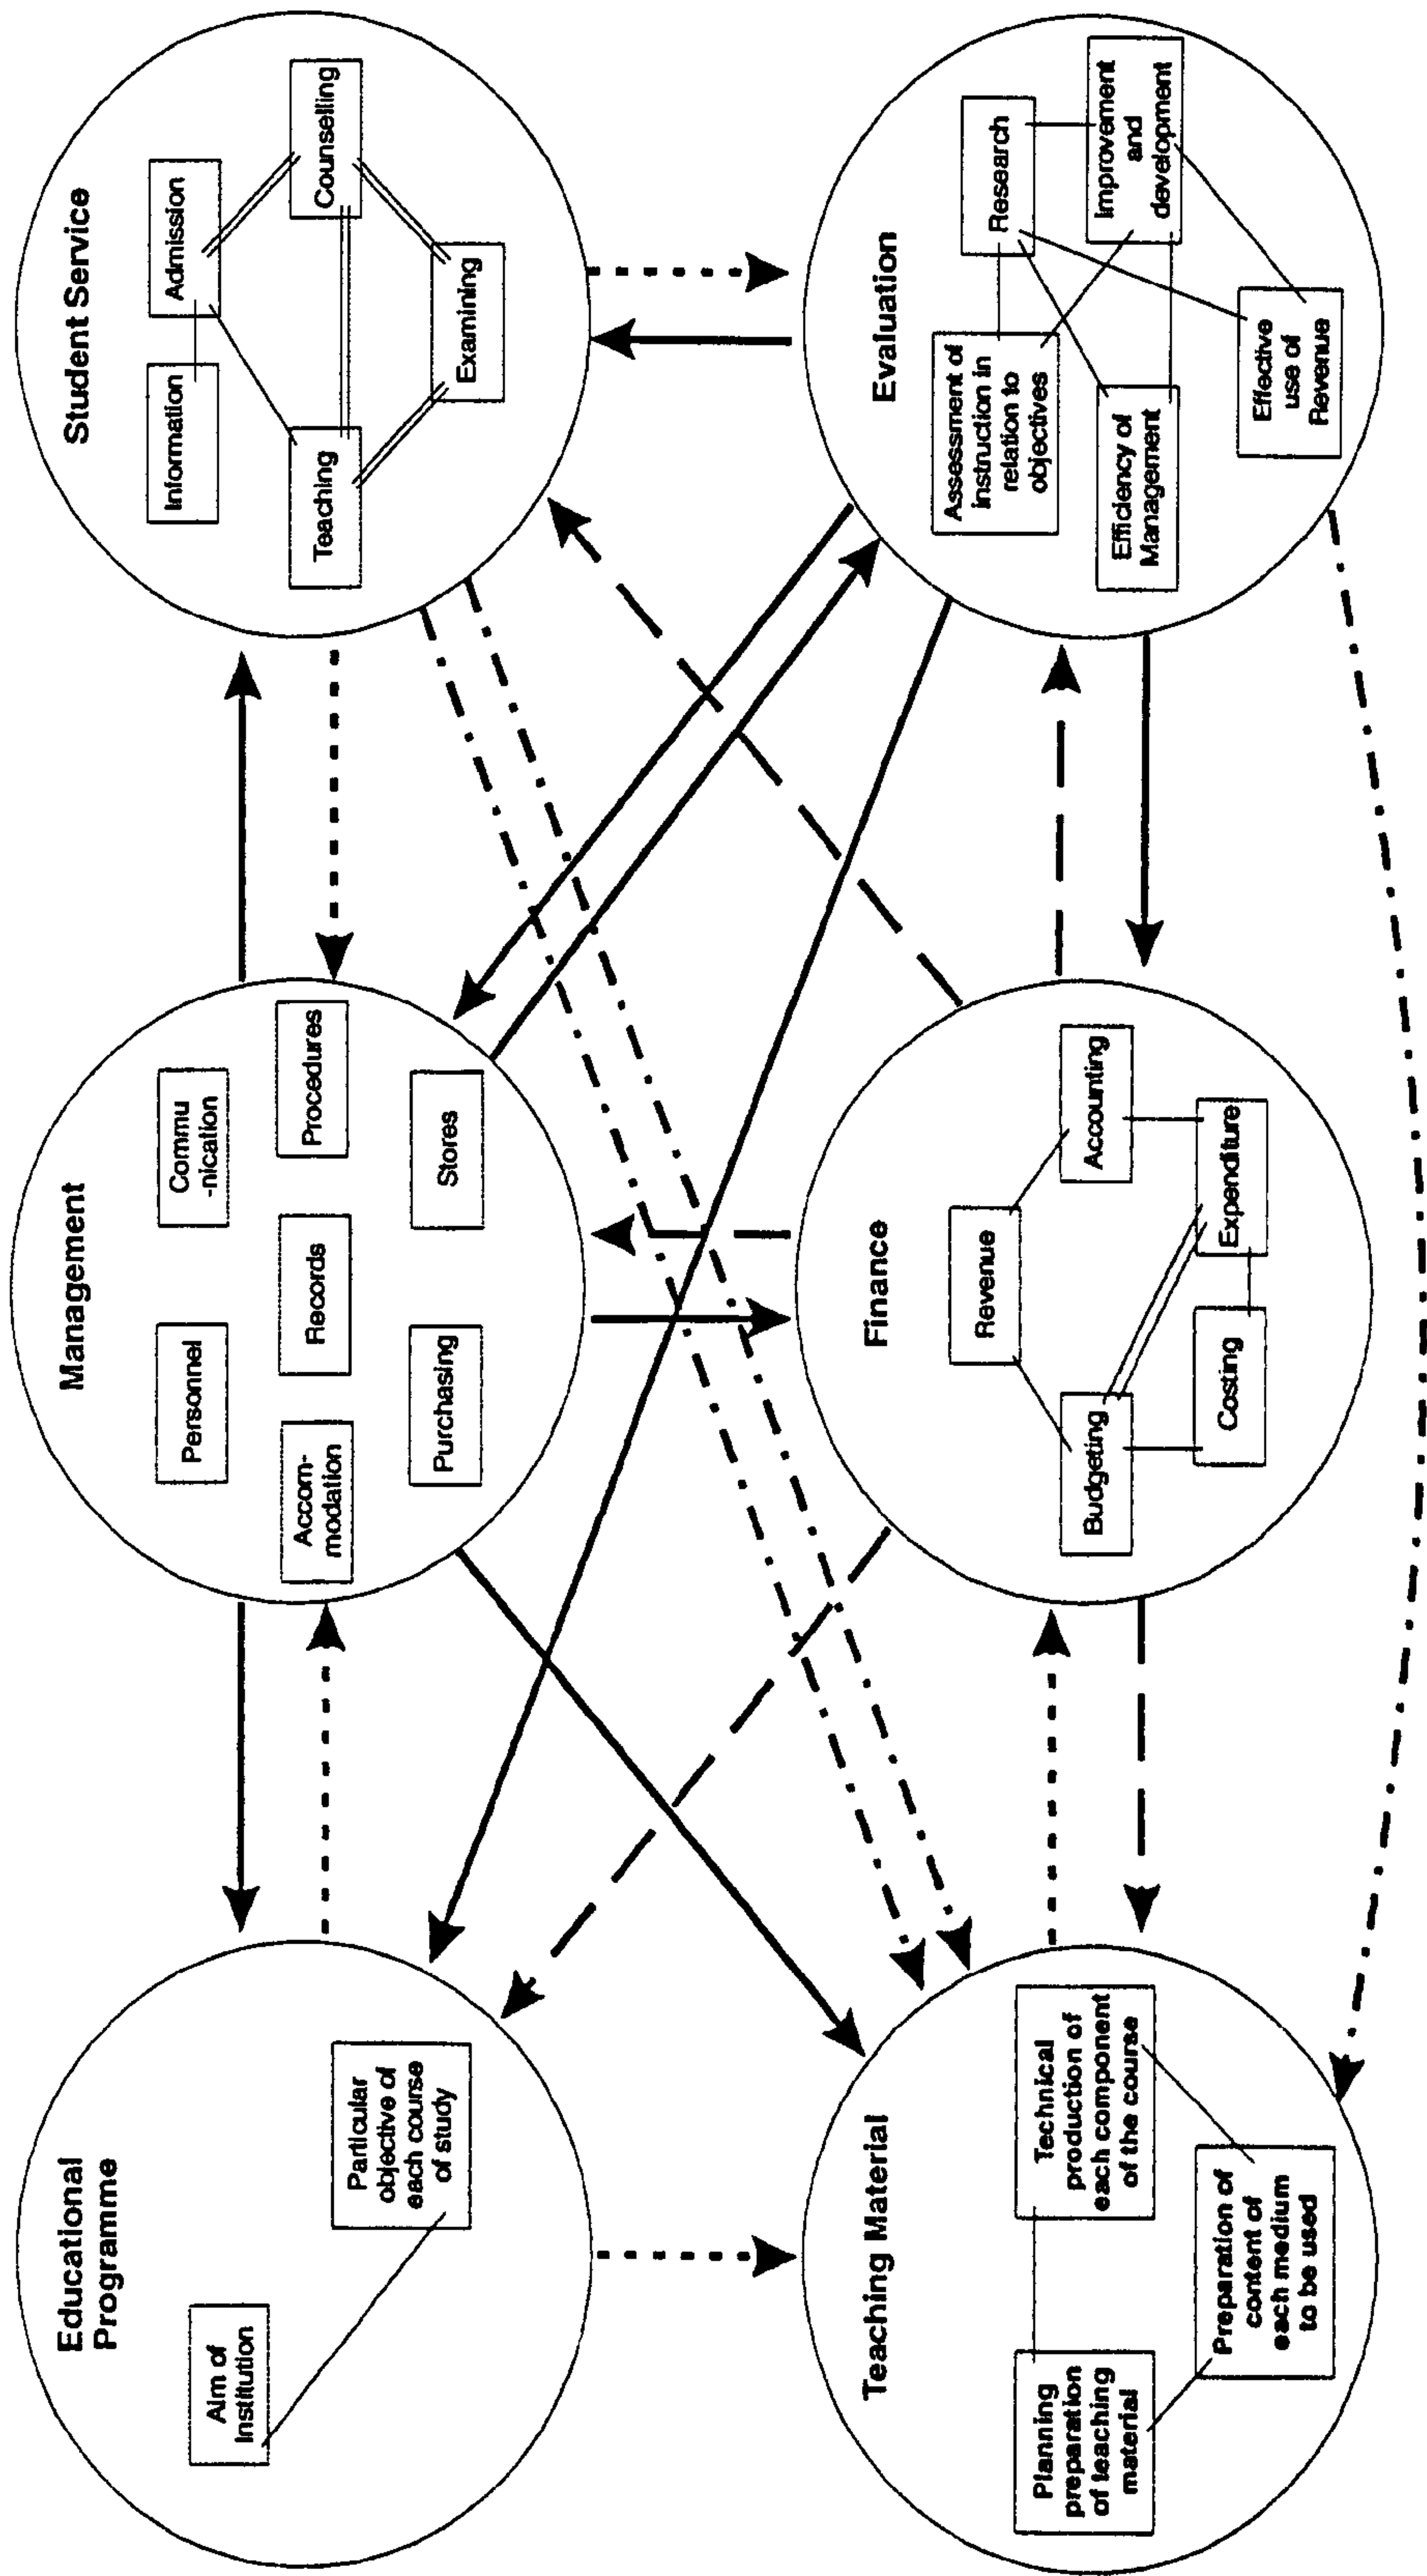 Educational
Programme
Aim of
Institution
Particular
objective of
each course
of study
Management
Personnel
Commu
-nication
Accom-
modation
Records
Procedures
Purchasing
Stores
Student Service
Information
Admission
Teaching
Counselling
Examining
Teaching Material
Planning
preparation
of teaching
material
Technical
production of
each component
of the course
Preparation of
content of
each medium
to be used
Finance
Revenue
Budgeting
Accounting
Costing
Expenditure
Evaluation
Assessment of
instruction in
relation to
objectives
Research
Efficiency of
Management
Improvement
and
development
Effective
use of
Revenue